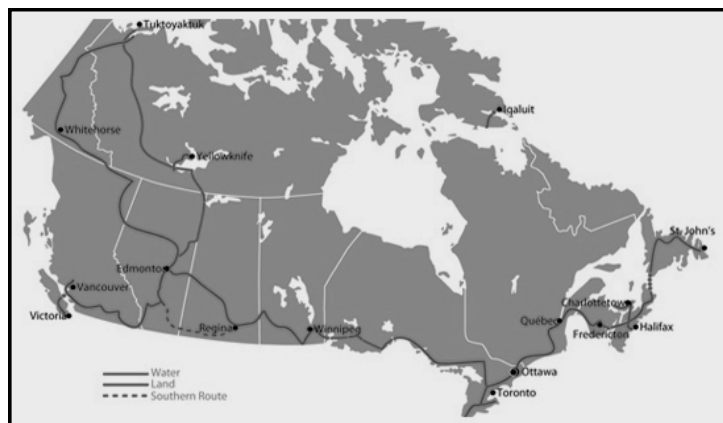 Tuktoyaktuk
Iqaluit
Whitehorse
Yellowknife
St. John's
Edmonton
Vancouver
Charlottetown
Victoria
Regina
Winnipeg
Québec
Fredericton
Halifax
Ottawa
Toronto
Water
Land
Southern Route